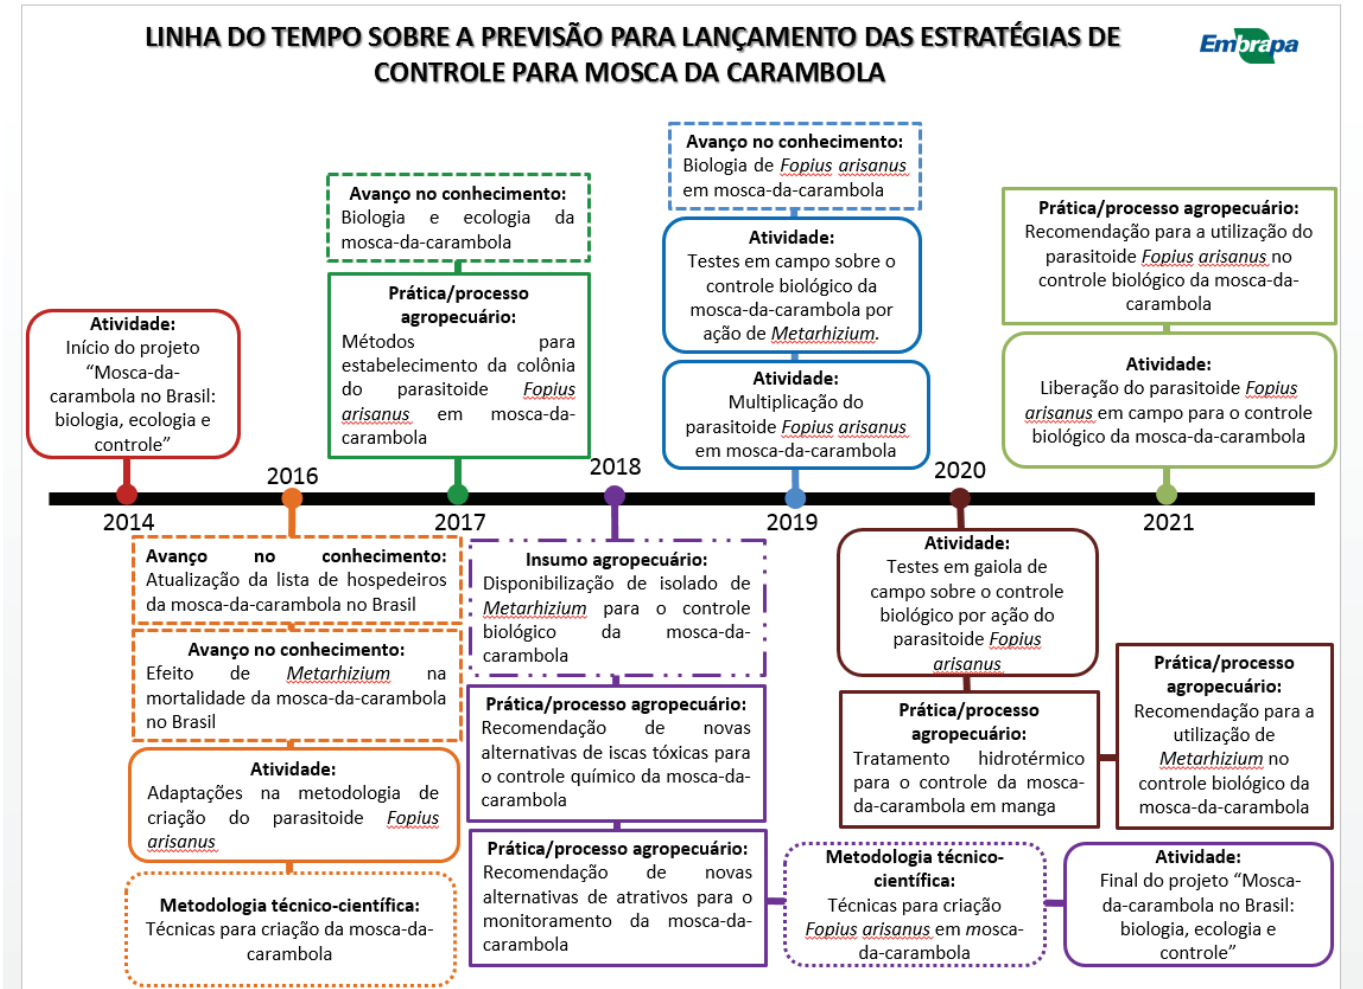 LINHA DO TEMPO SOBRE A PREVISÃO PARA LANÇAMENTO DAS ESTRATÉGIAS DE
CONTROLE PARA MOSCA DA CARAMBOLA
Embrapa
Atividade:
Início do projeto
“Mosca-da-
carambola no Brasil:
biologia, ecologia e
controle”
2014
2016
Avanço no conhecimento:
Atualização da lista de hospedeiros
da mosca-da-carambola no Brasil
Avanço no conhecimento:
Efeito de Metarhizium na
mortalidade da mosca-da-carambola
no Brasil
Atividade:
Adaptações na metodologia de
criação do parasitoide Fopius
arisanus
Metodologia técnico-científica:
Técnicas para criação da mosca-da-
carambola
Avanço no conhecimento:
Biologia e ecologia da
mosca-da-carambola
Prática/processo
agropecuário:
Métodos para
estabelecimento da colônia
do parasitoide Fopius
arisanus em mosca-da-
carambola
2017
2018
Insumo agropecuário:
Disponibilização de isolado de
Metarhizium para o controle
biológico da mosca-da-
carambola
Prática/processo agropecuário:
Recomendação de novas
alternativas de iscas tóxicas para
o controle químico da mosca-da-
carambola
Prática/processo agropecuário:
Recomendação de novas
alternativas de atrativos para o
monitoramento da mosca-da-
carambola
Metodologia técnico-
científica:
Técnicas para criação
Fopius arisanus em mosca-
da-carambola
Atividade:
Final do projeto “Mosca-
da-carambola no Brasil:
biologia, ecologia e
controle”
Avanço no conhecimento:
Biologia de Fopius arisanus
em mosca-da-carambola
Atividade:
Testes em campo sobre o
controle biológico da
mosca-da-carambola por
ação de Metarhizium.
Atividade:
Multiplicação do
parasitoide Fopius arisanus
em mosca-da-carambola
2019
2020
Atividade:
Testes em gaiola de
campo sobre o controle
biológico por ação do
parasitoide Fopius
arisanus
Prática/processo
agropecuário:
Tratamento hidrotérmico
para o controle da mosca-
da-carambola em manga
Prática/processo
agropecuário:
Recomendação para a
utilização de
Metarhizium no
controle biológico da
mosca-da-carambola
Prática/processo agropecuário:
Recomendação para a utilização do
parasitoide Fopius arisanus no
controle biológico da mosca-da-
carambola
Atividade:
Liberação do parasitoide Fopius
arisanus em campo para o controle
biológico da mosca-da-carambola
2021